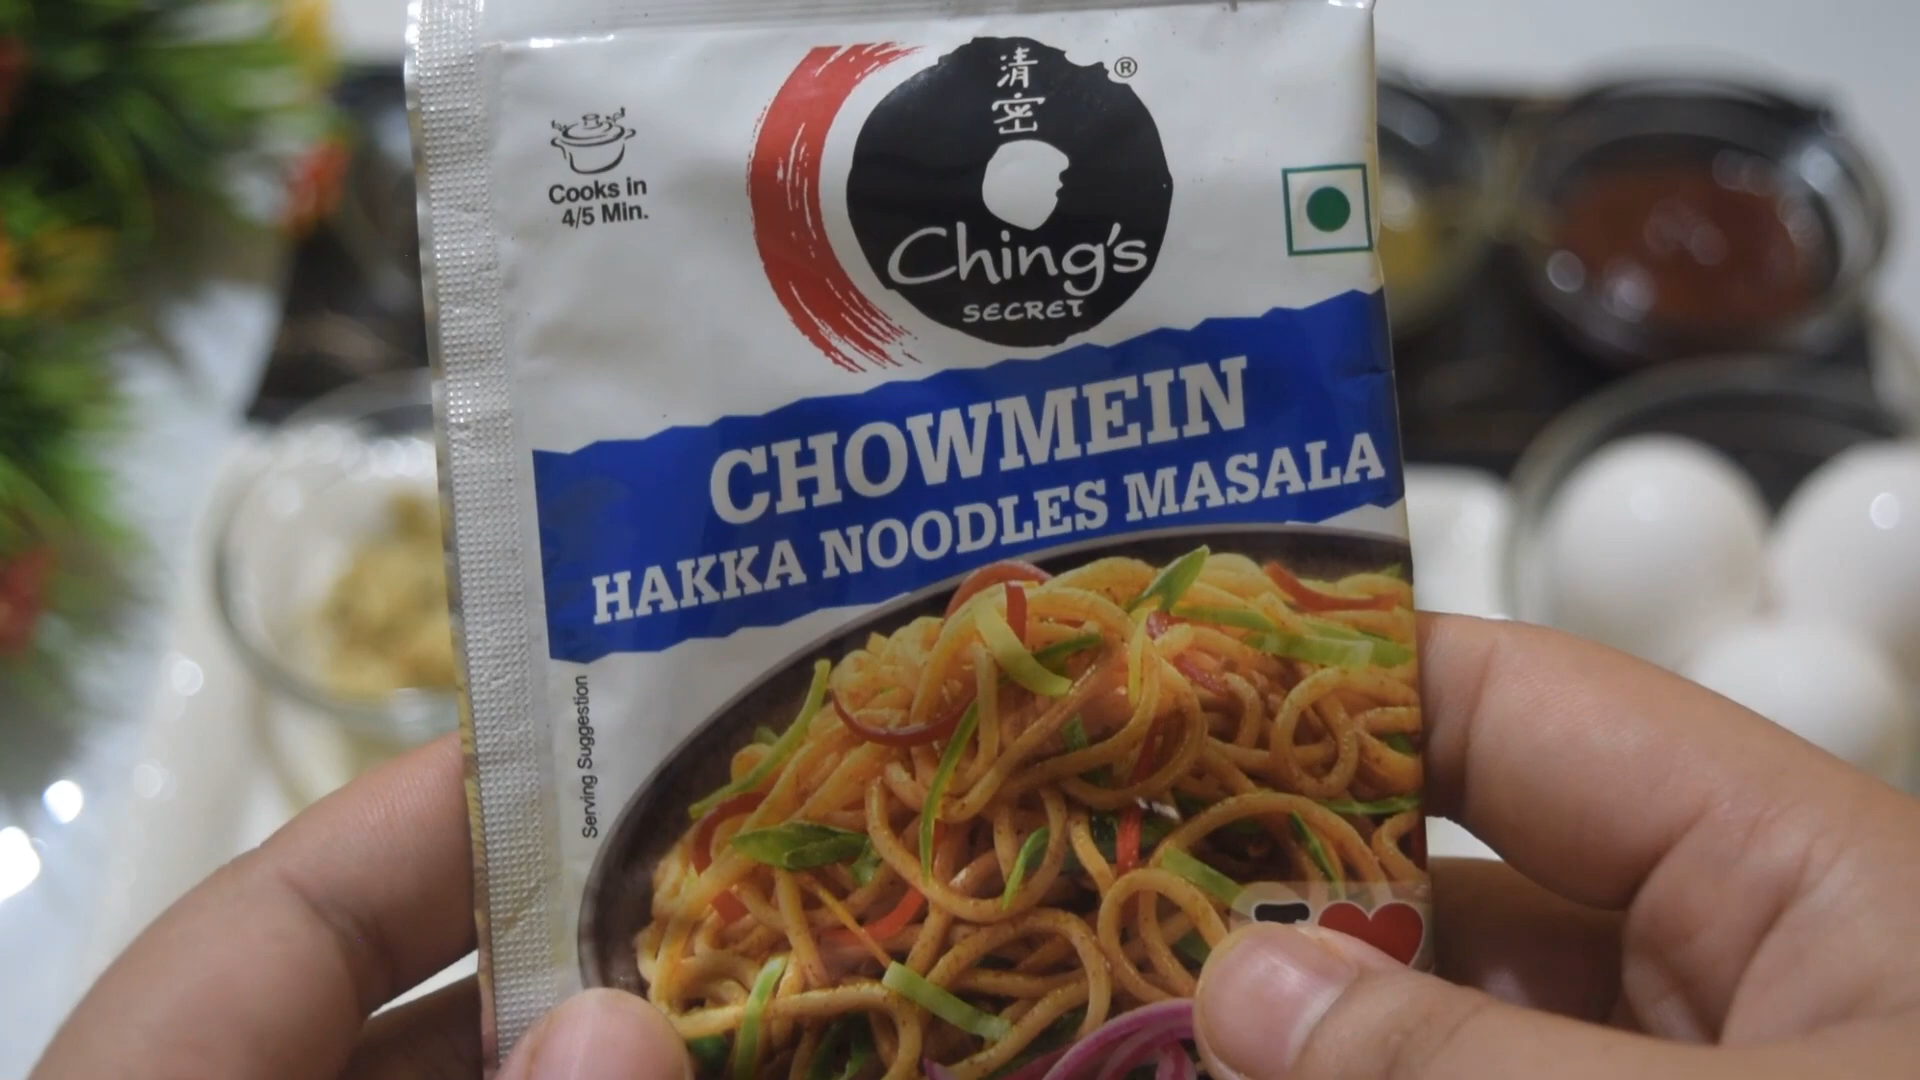 清
密
®
Ching's
SECRET
Cooks in
4/5 Min.
CHOWMEIN
HAKKA NOODLES MASALA
Serving Suggestion